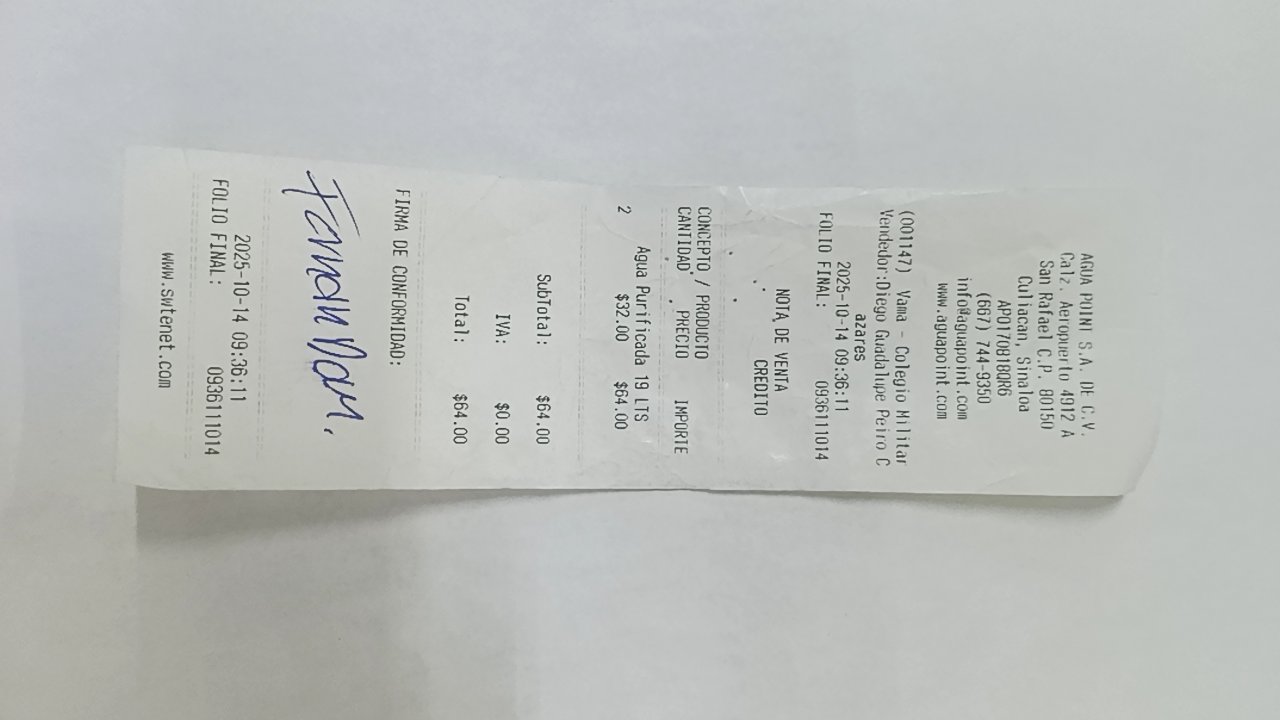 AGUA POINT S.A. DE C.V.
Calz. Aeropuerto 4912 A
San Rafael C.P. 80150
Culiacan, Sinaloa
APO170818QR6
(667) 744-9350
info@aguapoint.com
www.aguapoint.com
(001147) Vama - Colegio Militar
Vendedor:Diego Guadalupe Peiro C
azares
2025-10-14 09:36:11
FOLIO FINAL: 0936111014
NOTA DE VENTA
CREDITO
CONCEPTO / PRODUCTO
CANTIDAD PRECIO IMPORTE
Agua Purificada 19 LTS
2 $32.00 $64.00
SubTotal: $64.00
IVA: $0.00
Total: $64.00
FIRMA DE CONFORMIDAD:
2025-10-14 09:36:11
FOLIO FINAL: 0936111014
www.swtenet.com